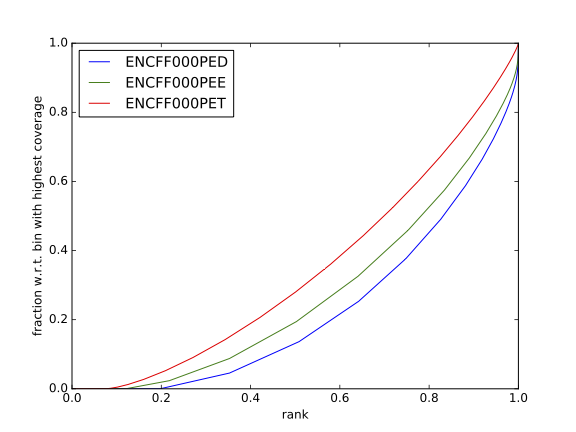 ENCFF000PED
ENCFF000PEE
ENCFF000PET
fraction w.r.t. bin with highest coverage
1.0
0.8
0.6
0.4
0.2
0.0
0.0 0.2 0.4 0.6 0.8 1.0
rank